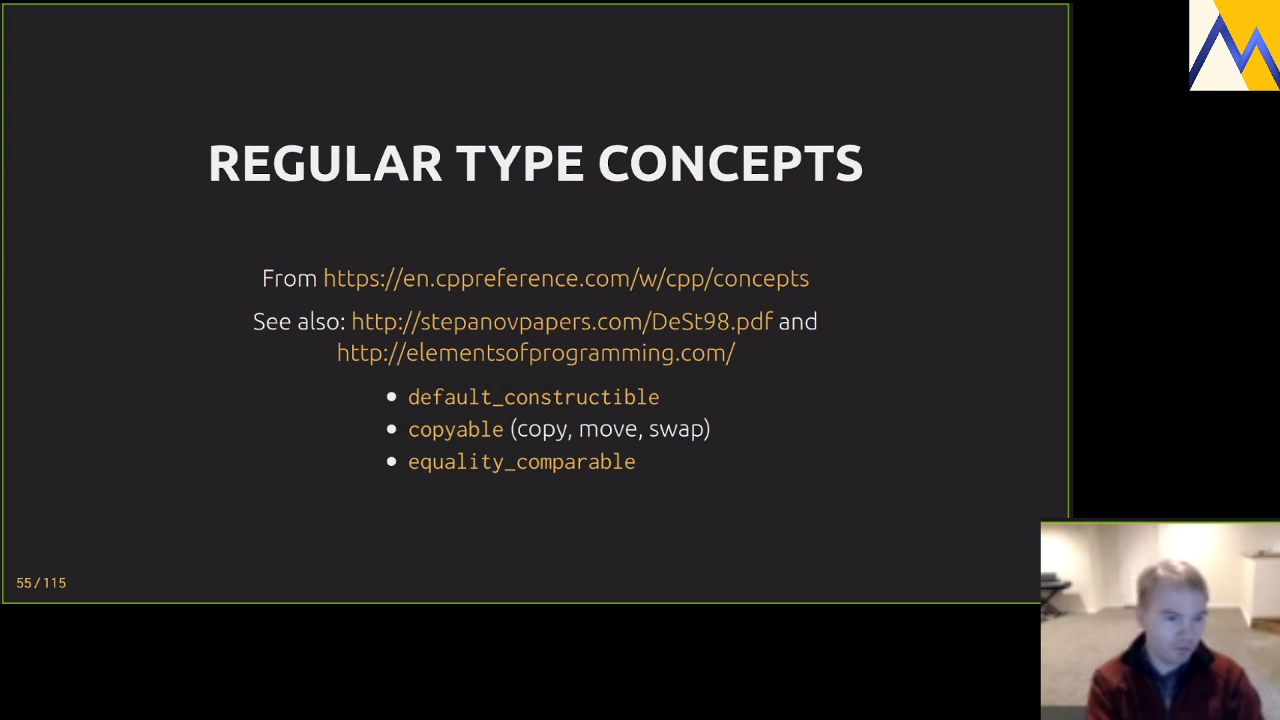 REGULAR TYPE CONCEPTS
From https://en.cppreference.com/w/cpp/concepts
See also: http://stepanovpapers.com/DeSt98.pdf and
http://elementsofprogramming.com/
• default_constructible
• copyable (copy, move, swap)
• equality_comparable
55 / 115